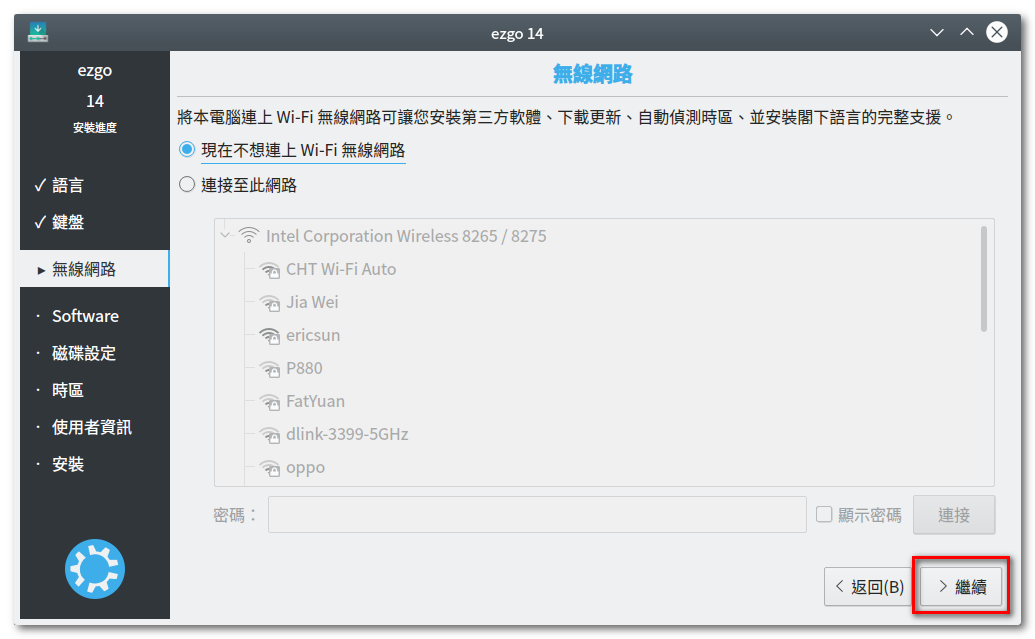 ezgo 14
ezgo
14
安裝進度
語言
鍵盤
無線網路
Software
磁碟設定
時區
使用者資訊
安裝
無線網路
將本電腦連上 Wi-Fi 無線網路可讓您安裝第三方軟體、下載更新、自動偵測時區、並安裝閣下語言的完整支援。
現在不想連上 Wi-Fi 無線網路
連接至此網路
Intel Corporation Wireless 8265 / 8275
CHT Wi-Fi Auto
Jia Wei
ericsun
P880
FatYuan
dlink-3399-5GHz
oppo
密碼：
顯示密碼
連接
返回(B)
繼續